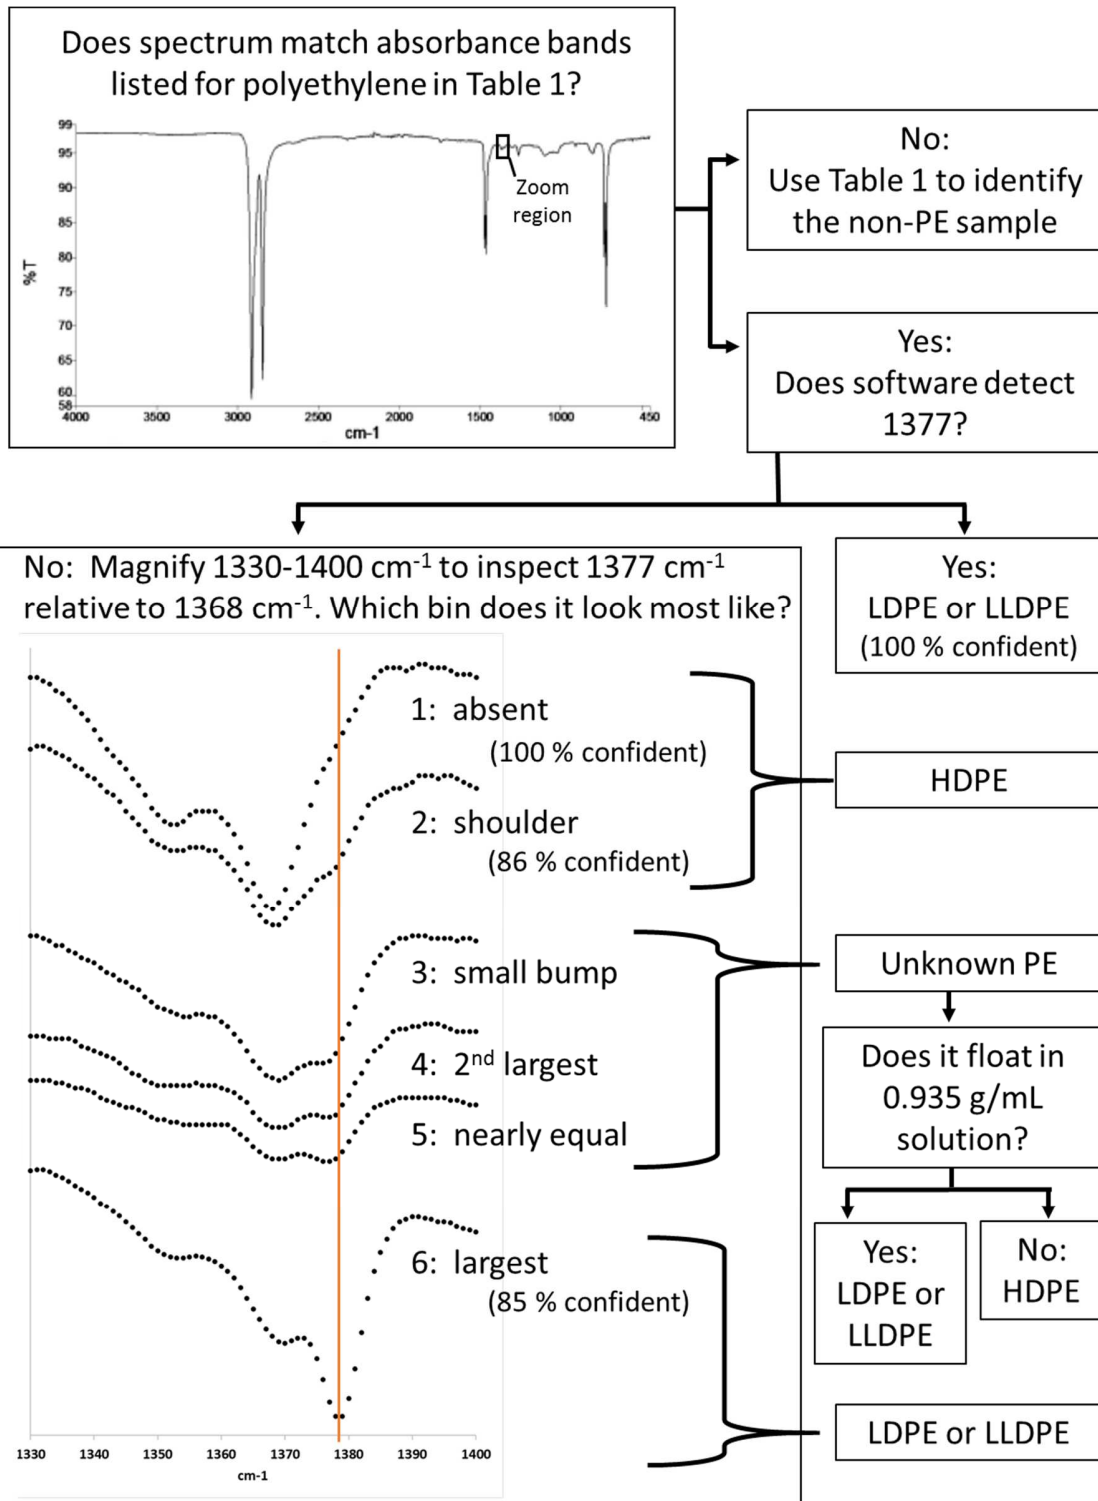 Does spectrum match absorbance bands
listed for polyethylene in Table 1?
99
95
90
85
80
75
70
65
60
58
%T
4000
3500
3000
2500
2000
1500
1000
450
cm-1
Zoom
region
No:
Use Table 1 to identify
the non-PE sample
Yes:
Does software detect
1377?
No: Magnify 1330-1400 cm⁻¹ to inspect 1377 cm⁻¹
relative to 1368 cm⁻¹. Which bin does it look most like?
Yes:
LDPE or LLDPE
(100 % confident)
1: absent
(100 % confident)
2: shoulder
(86 % confident)
HDPE
3: small bump
4: 2ⁿᵈ largest
5: nearly equal
Unknown PE
Does it float in
0.935 g/mL
solution?
Yes:
LDPE or
LLDPE
No:
HDPE
6: largest
(85 % confident)
LDPE or LLDPE
1330
1340
1350
1360
1370
1380
1390
1400
cm-1